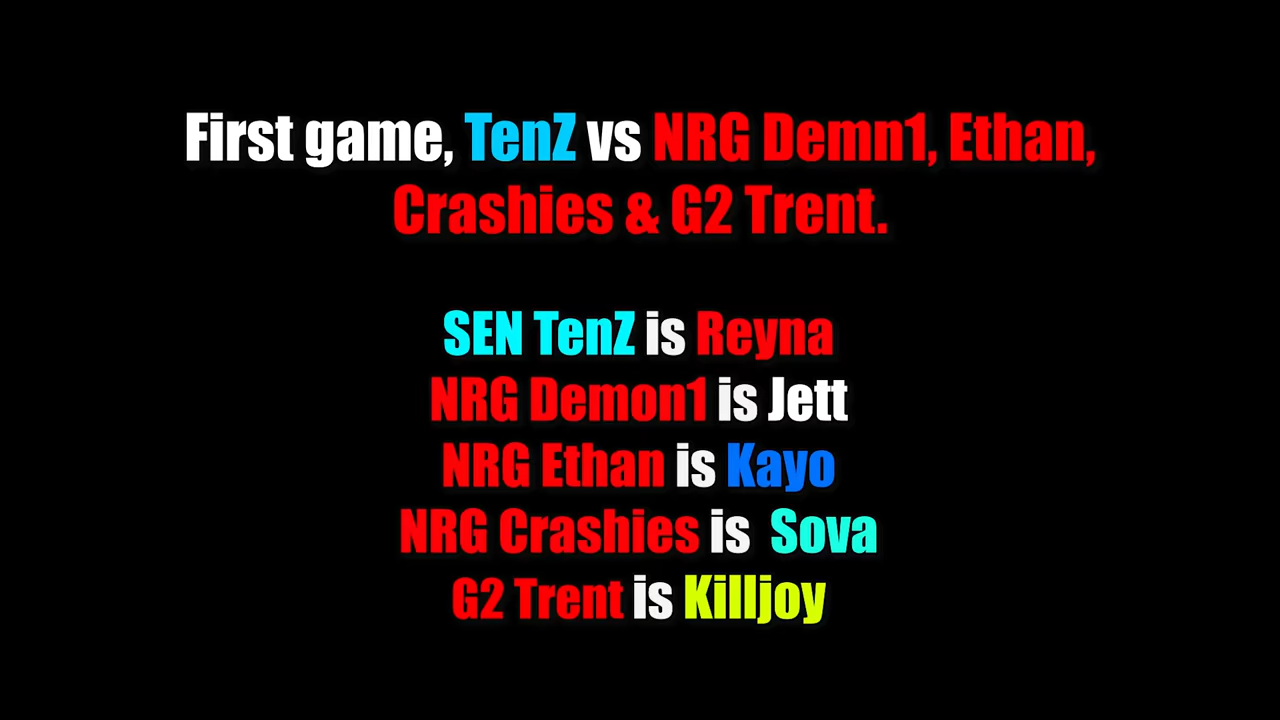 First game, TenZ vs NRG Demn1, Ethan,
Crashies & G2 Trent.
SEN TenZ is Reyna
NRG Demon1 is Jett
NRG Ethan is Kayo
NRG Crashies is Sova
G2 Trent is Killjoy